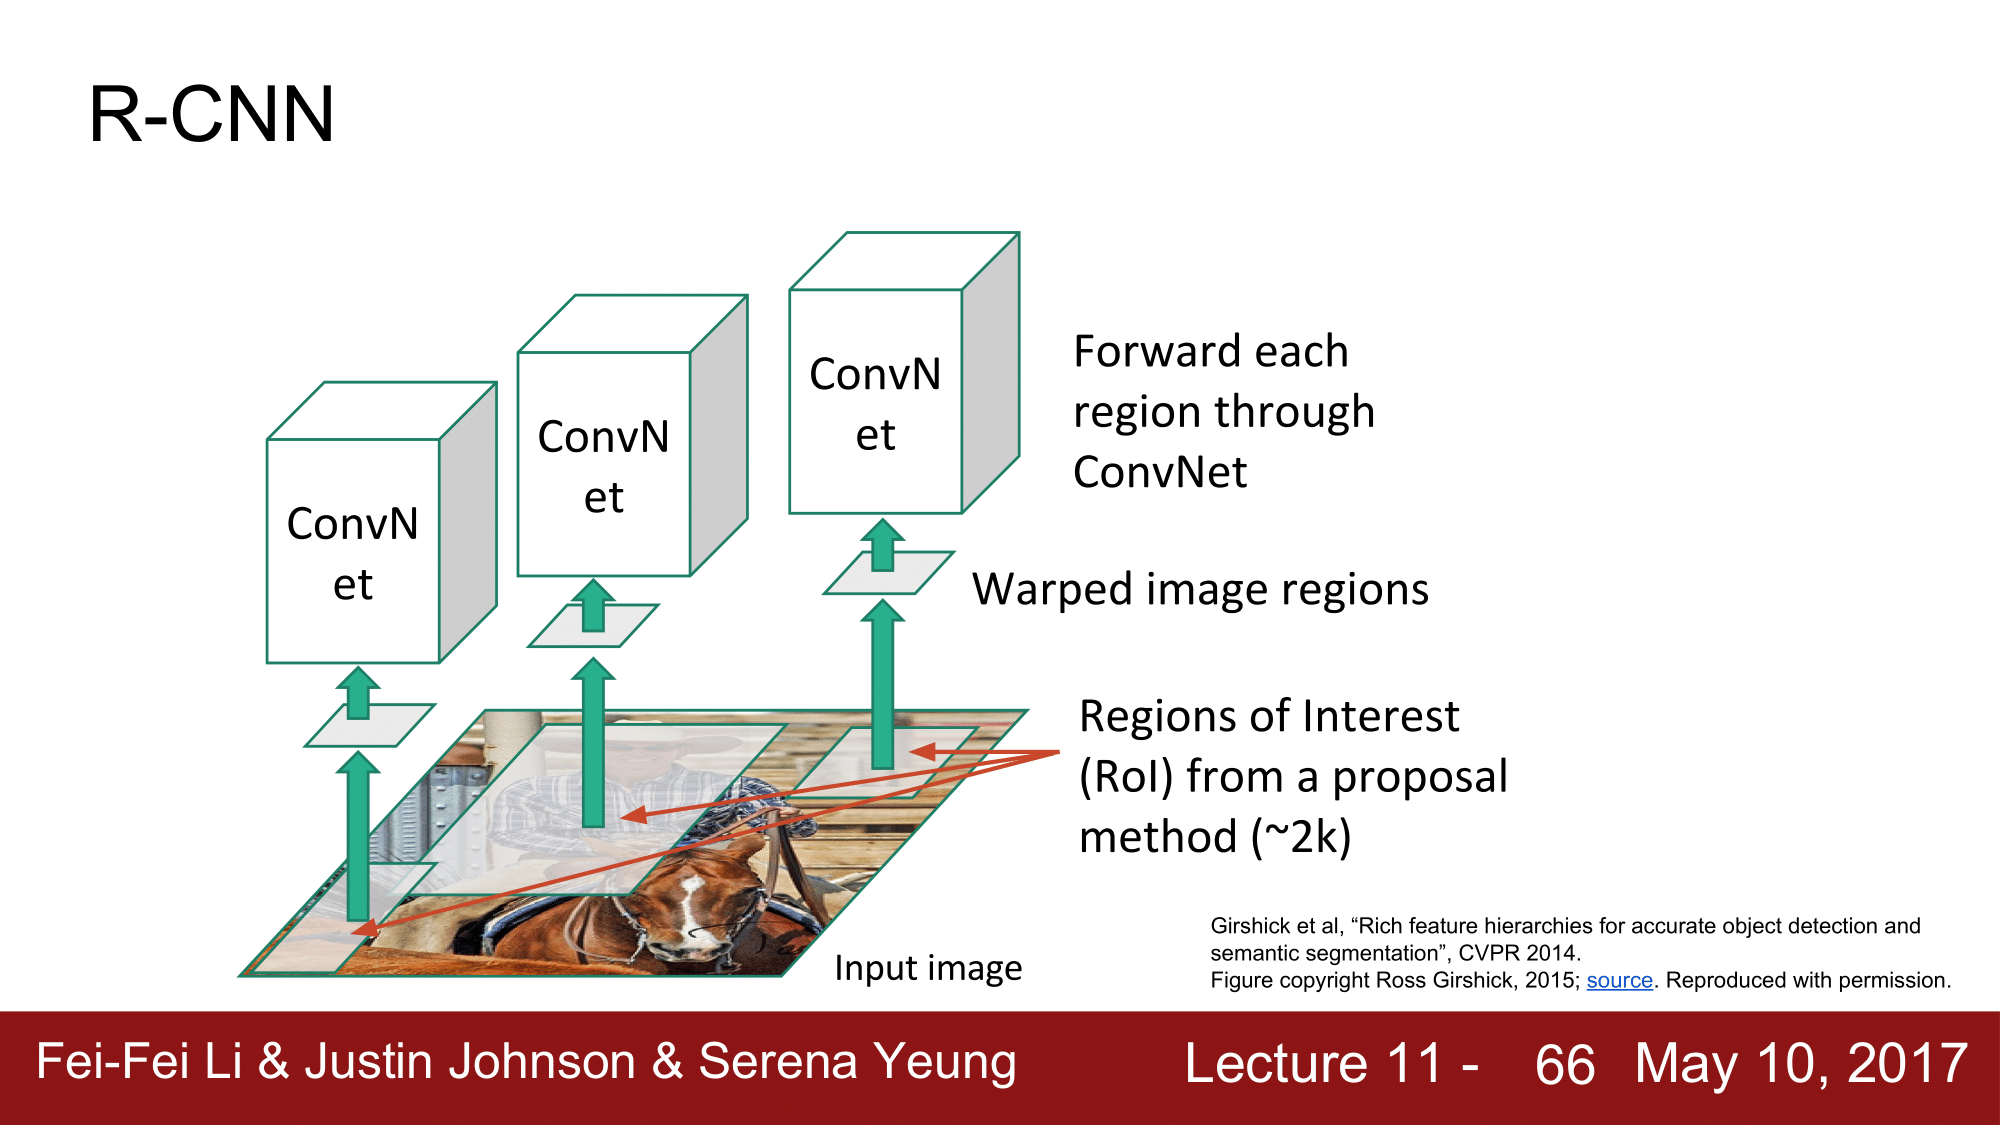 R-CNN
ConvN
et
ConvN
et
ConvN
et
Forward each
region through
ConvNet
Warped image regions
Regions of Interest
(RoI) from a proposal
method (~2k)
Input image
Girshick et al, “Rich feature hierarchies for accurate object detection and
semantic segmentation”, CVPR 2014.
Figure copyright Ross Girshick, 2015; source. Reproduced with permission.
Fei-Fei Li & Justin Johnson & Serena Yeung
Lecture 11 - 66 May 10, 2017